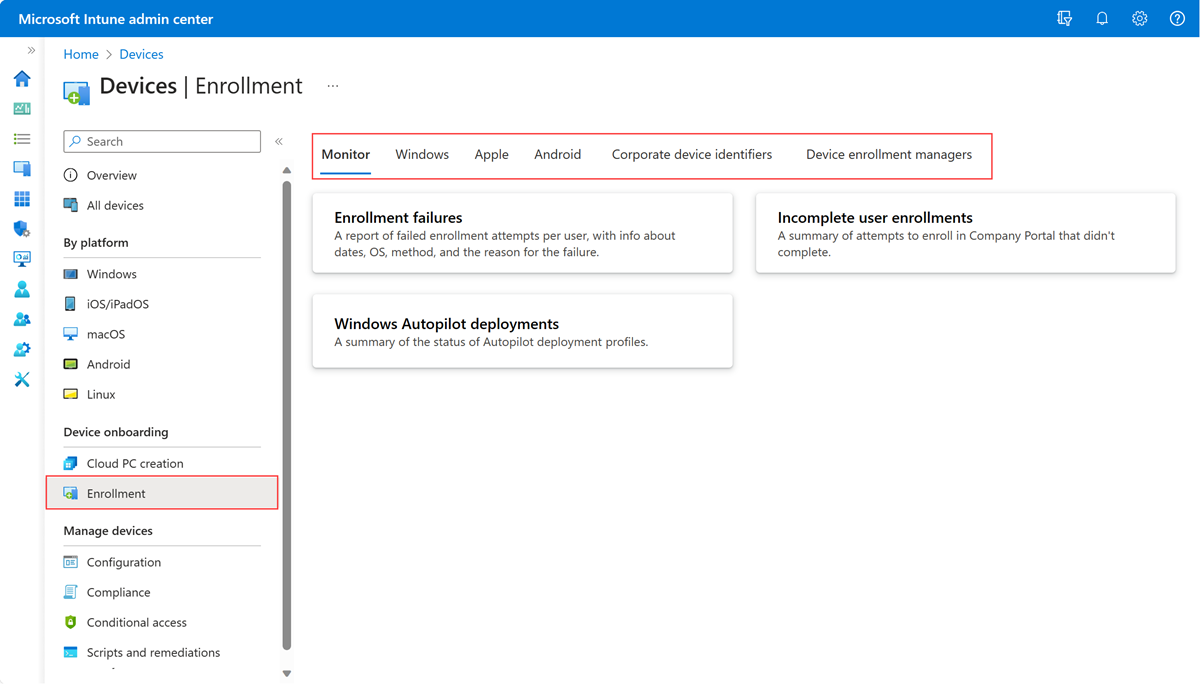 Microsoft Intune admin center
Home > Devices
Devices | Enrollment ...
Search
Overview
All devices
By platform
Windows
iOS/iPadOS
macOS
Android
Linux
Device onboarding
Cloud PC creation
Enrollment
Manage devices
Configuration
Compliance
Conditional access
Scripts and remediations
Monitor Windows Apple Android Corporate device identifiers Device enrollment managers
Enrollment failures
A report of failed enrollment attempts per user, with info about
dates, OS, method, and the reason for the failure.
Incomplete user enrollments
A summary of attempts to enroll in Company Portal that didn't
complete.
Windows Autopilot deployments
A summary of the status of Autopilot deployment profiles.